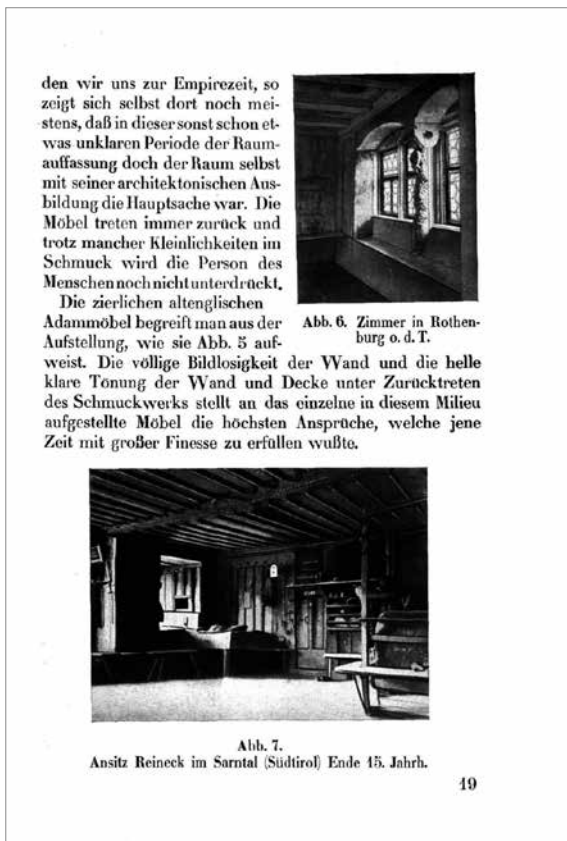 den wir uns zur Empirezeit, so
zeigt sich selbst dort noch mei-
stens, daß in dieser sonst schon et-
was unklaren Periode der Raum-
auffassung doch der Raum selbst
mit seiner architektonischen Aus-
bildung die Hauptsache war. Die
Möbel treten immer zurück und
trotz mancher Kleinlichkeiten im
Schmuck wird die Person des
Menschen noch nicht unterdrückt.
Die zierlichen altenglischen
Adammöbel begreift man aus der
Aufstellung, wie sie Abb. 5 auf-
weist. Die völlige Bildlosigkeit der Wand und die helle
klare Tönung der Wand und Decke unter Zurücktreten
des Schmuckwerks stellt an das einzelne in diesem Milieu
aufgestellte Möbel die höchsten Ansprüche, welche jene
Zeit mit großer Finesse zu erfüllen wußte.
Abb. 6. Zimmer in Rothen-
burg o. d. T.
Abb. 7.
Ansitz Reineck im Sarntal (Südtirol) Ende 15. Jahrh.
19